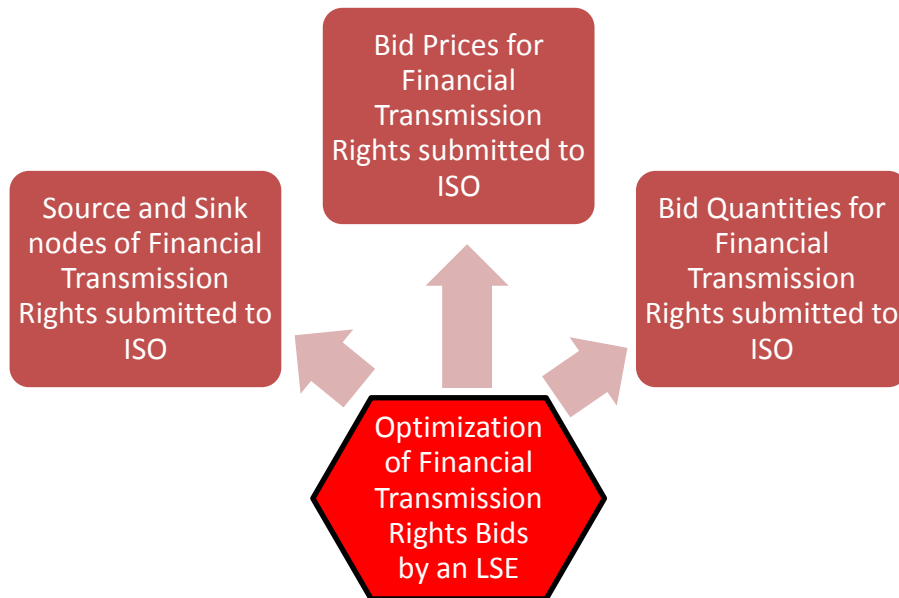 Bid Prices for
Financial
Transmission
Rights submitted to
ISO
Source and Sink
nodes of Financial
Transmission
Rights submitted to
ISO
Bid Quantities for
Financial
Transmission
Rights submitted to
ISO
Optimization
of Financial
Transmission
Rights Bids
by an LSE